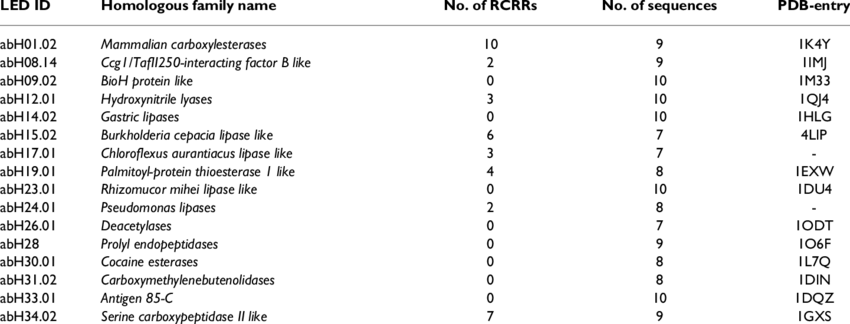 LED ID Homologous family name No. of RCRRs No. of sequences PDB-entry
abH01.02 Mammalian carboxylesterases 10 9 1K4Y
abH08.14 Ccg1/TafII250-interacting factor B like 2 9 1IMJ
abH09.02 BioH protein like 0 10 1M33
abH12.01 Hydroxynitrile lyases 3 10 1QJ4
abH14.02 Gastric lipases 0 10 1HLG
abH15.02 Burkholderia cepacia lipase like 6 7 4LIP
abH17.01 Chloroflexus aurantiacus lipase like 3 7 -
abH19.01 Palmitoyl-protein thioesterase 1 like 4 8 1EXW
abH23.01 Rhizomucor mihei lipase like 0 10 1DU4
abH24.01 Pseudomonas lipases 2 8 -
abH26.01 Deacetylases 0 7 1ODT
abH28 Prolyl endopeptidases 0 9 1O6F
abH30.01 Cocaine esterases 0 8 1L7Q
abH31.02 Carboxymethylenebutenolidases 0 8 1DIN
abH33.01 Antigen 85-C 0 10 1DQZ
abH34.02 Serine carboxypeptidase II like 7 9 1GXS